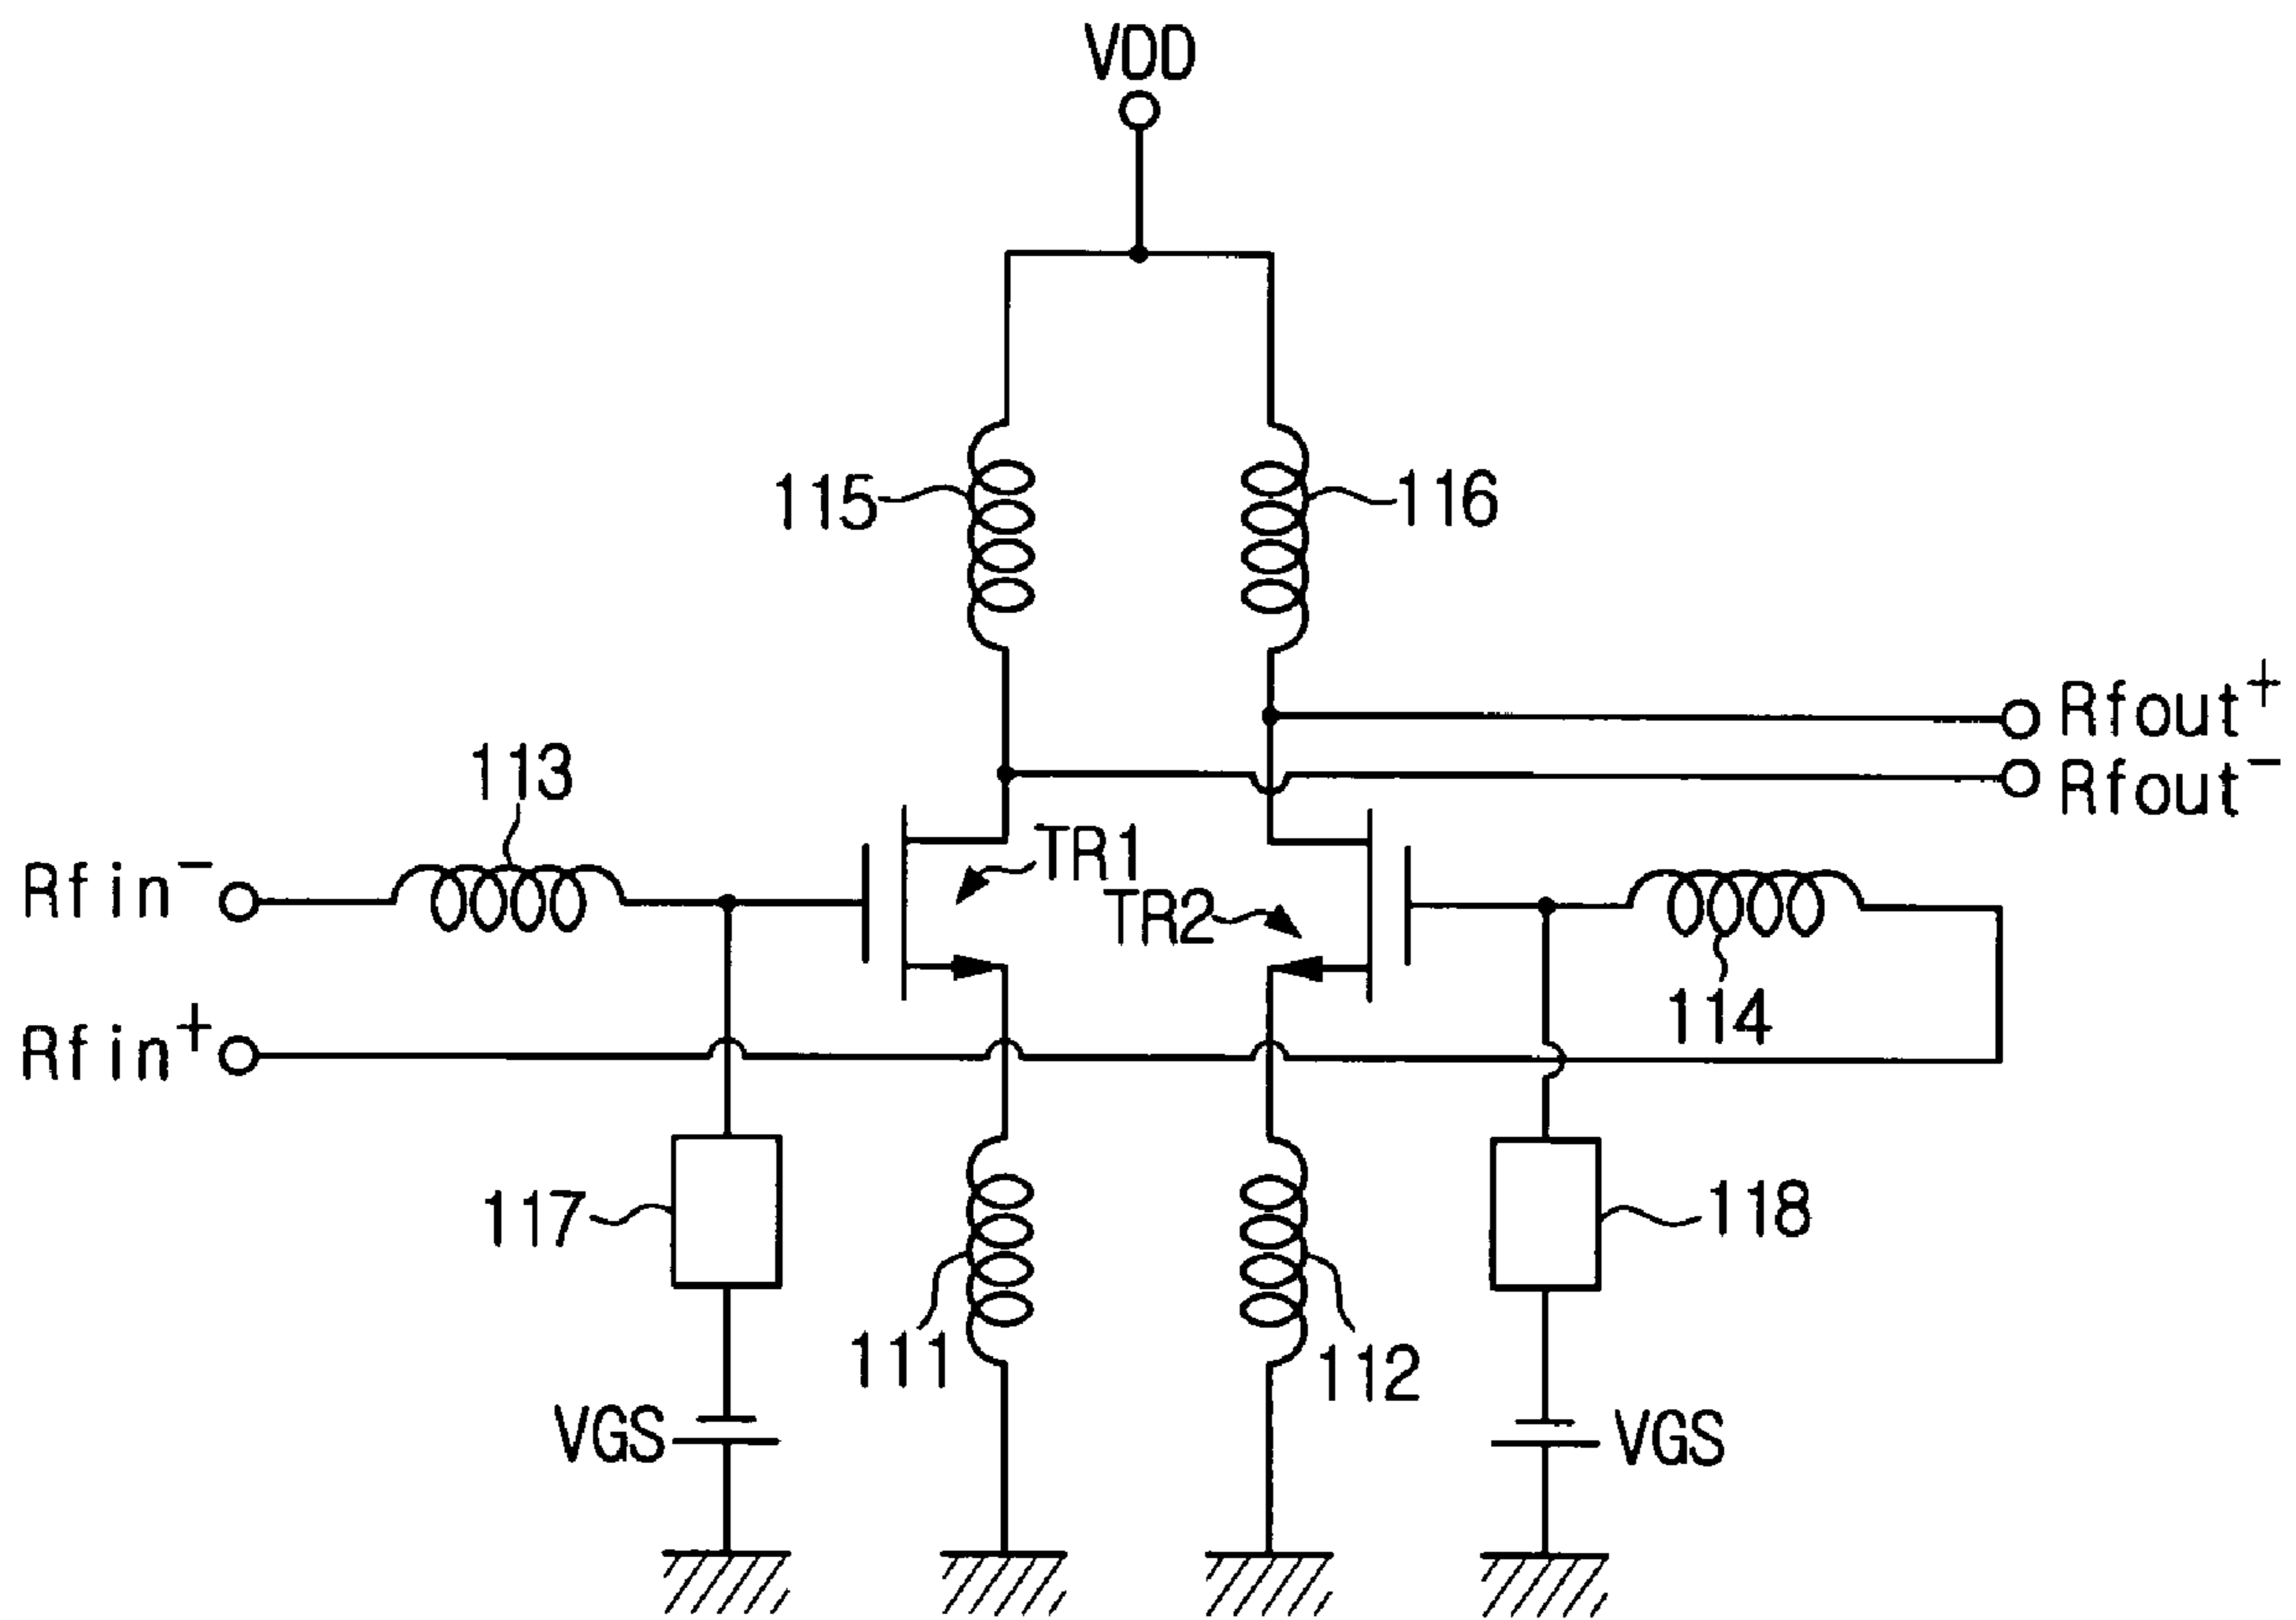 VDD
115
116
Rfout+
Rfout-
113
TR1
Rfin-
TR2
114
Rfin+
117
118
111
112
VGS
VGS